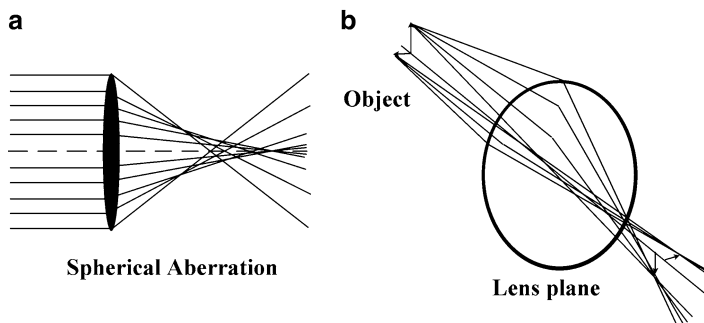 a
b
Object
Spherical Aberration
Lens plane